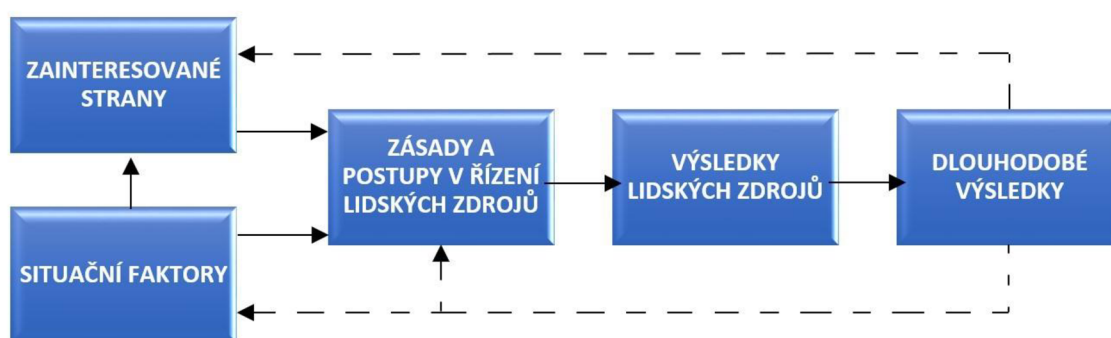 ZAINTERESOVANÉ
STRANY
SITUAČNÍ FAKTORY
ZÁSADY A
POSTUPY V ŘÍZENÍ
LIDSKÝCH ZDROJŮ
VÝSLEDKY
LIDSKÝCH ZDROJŮ
DLOUHODOBÉ
VÝSLEDKY